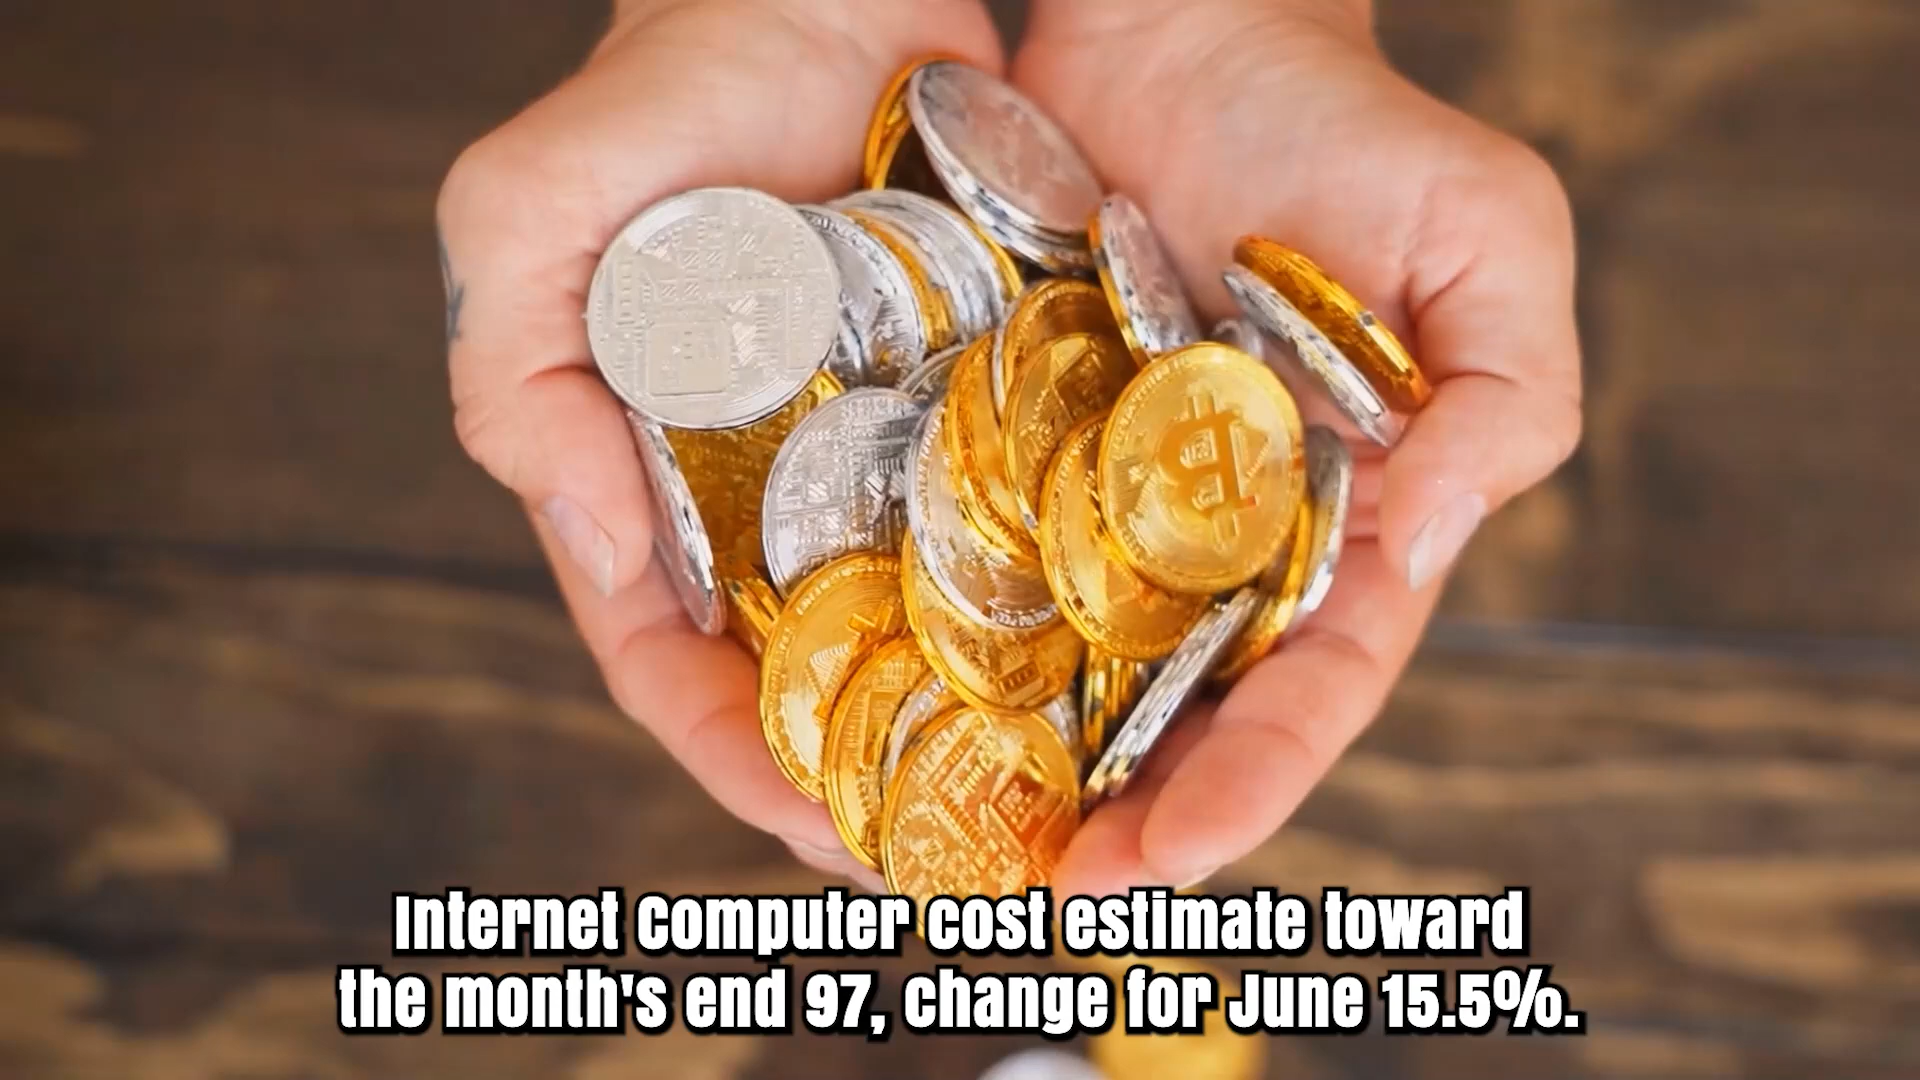 Internet Computer cost estimate toward
the month's end 97, change for June 15.5%.